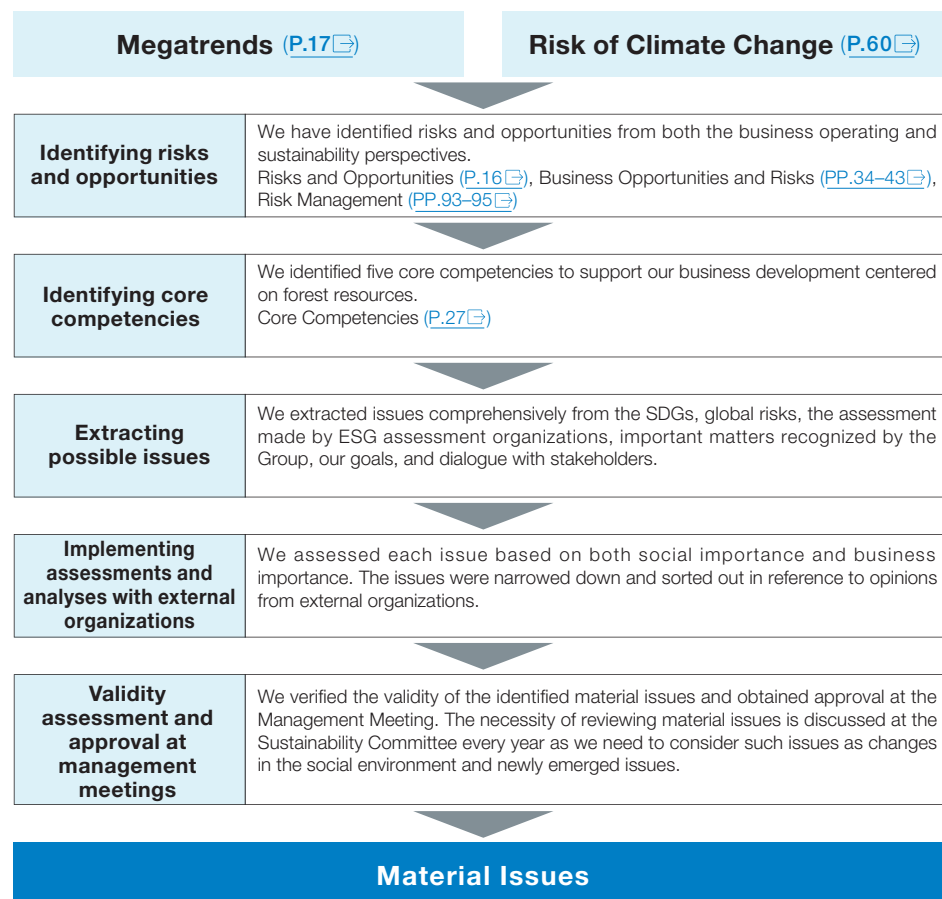 Megatrends (P.17)
Risk of Climate Change (P.60)
Identifying risks
and opportunities
We have identified risks and opportunities from both the business operating and
sustainability perspectives.
Risks and Opportunities (P.16), Business Opportunities and Risks (PP.34–43),
Risk Management (PP.93–95)
Identifying core
competencies
We identified five core competencies to support our business development centered
on forest resources.
Core Competencies (P.27)
Extracting
possible issues
We extracted issues comprehensively from the SDGs, global risks, the assessment
made by ESG assessment organizations, important matters recognized by the
Group, our goals, and dialogue with stakeholders.
Implementing
assessments and
analyses with external
organizations
We assessed each issue based on both social importance and business
importance. The issues were narrowed down and sorted out in reference to opinions
from external organizations.
Validity
assessment and
approval at
management
meetings
We verified the validity of the identified material issues and obtained approval at the
Management Meeting. The necessity of reviewing material issues is discussed at the
Sustainability Committee every year as we need to consider such issues as changes
in the social environment and newly emerged issues.
Material Issues